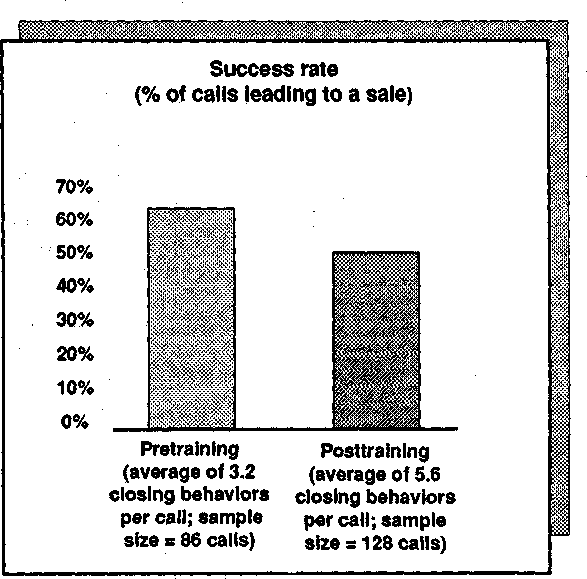 Success rate
(% of calls leading to a sale)
70%
60%
50%
40%
30%
20%
10%
0%
Pretraining
(average of 3.2
closing behaviors
per call; sample
size = 86 calls)
Posttraining
(average of 5.6
closing behaviors
per call; sample
size = 128 calls)